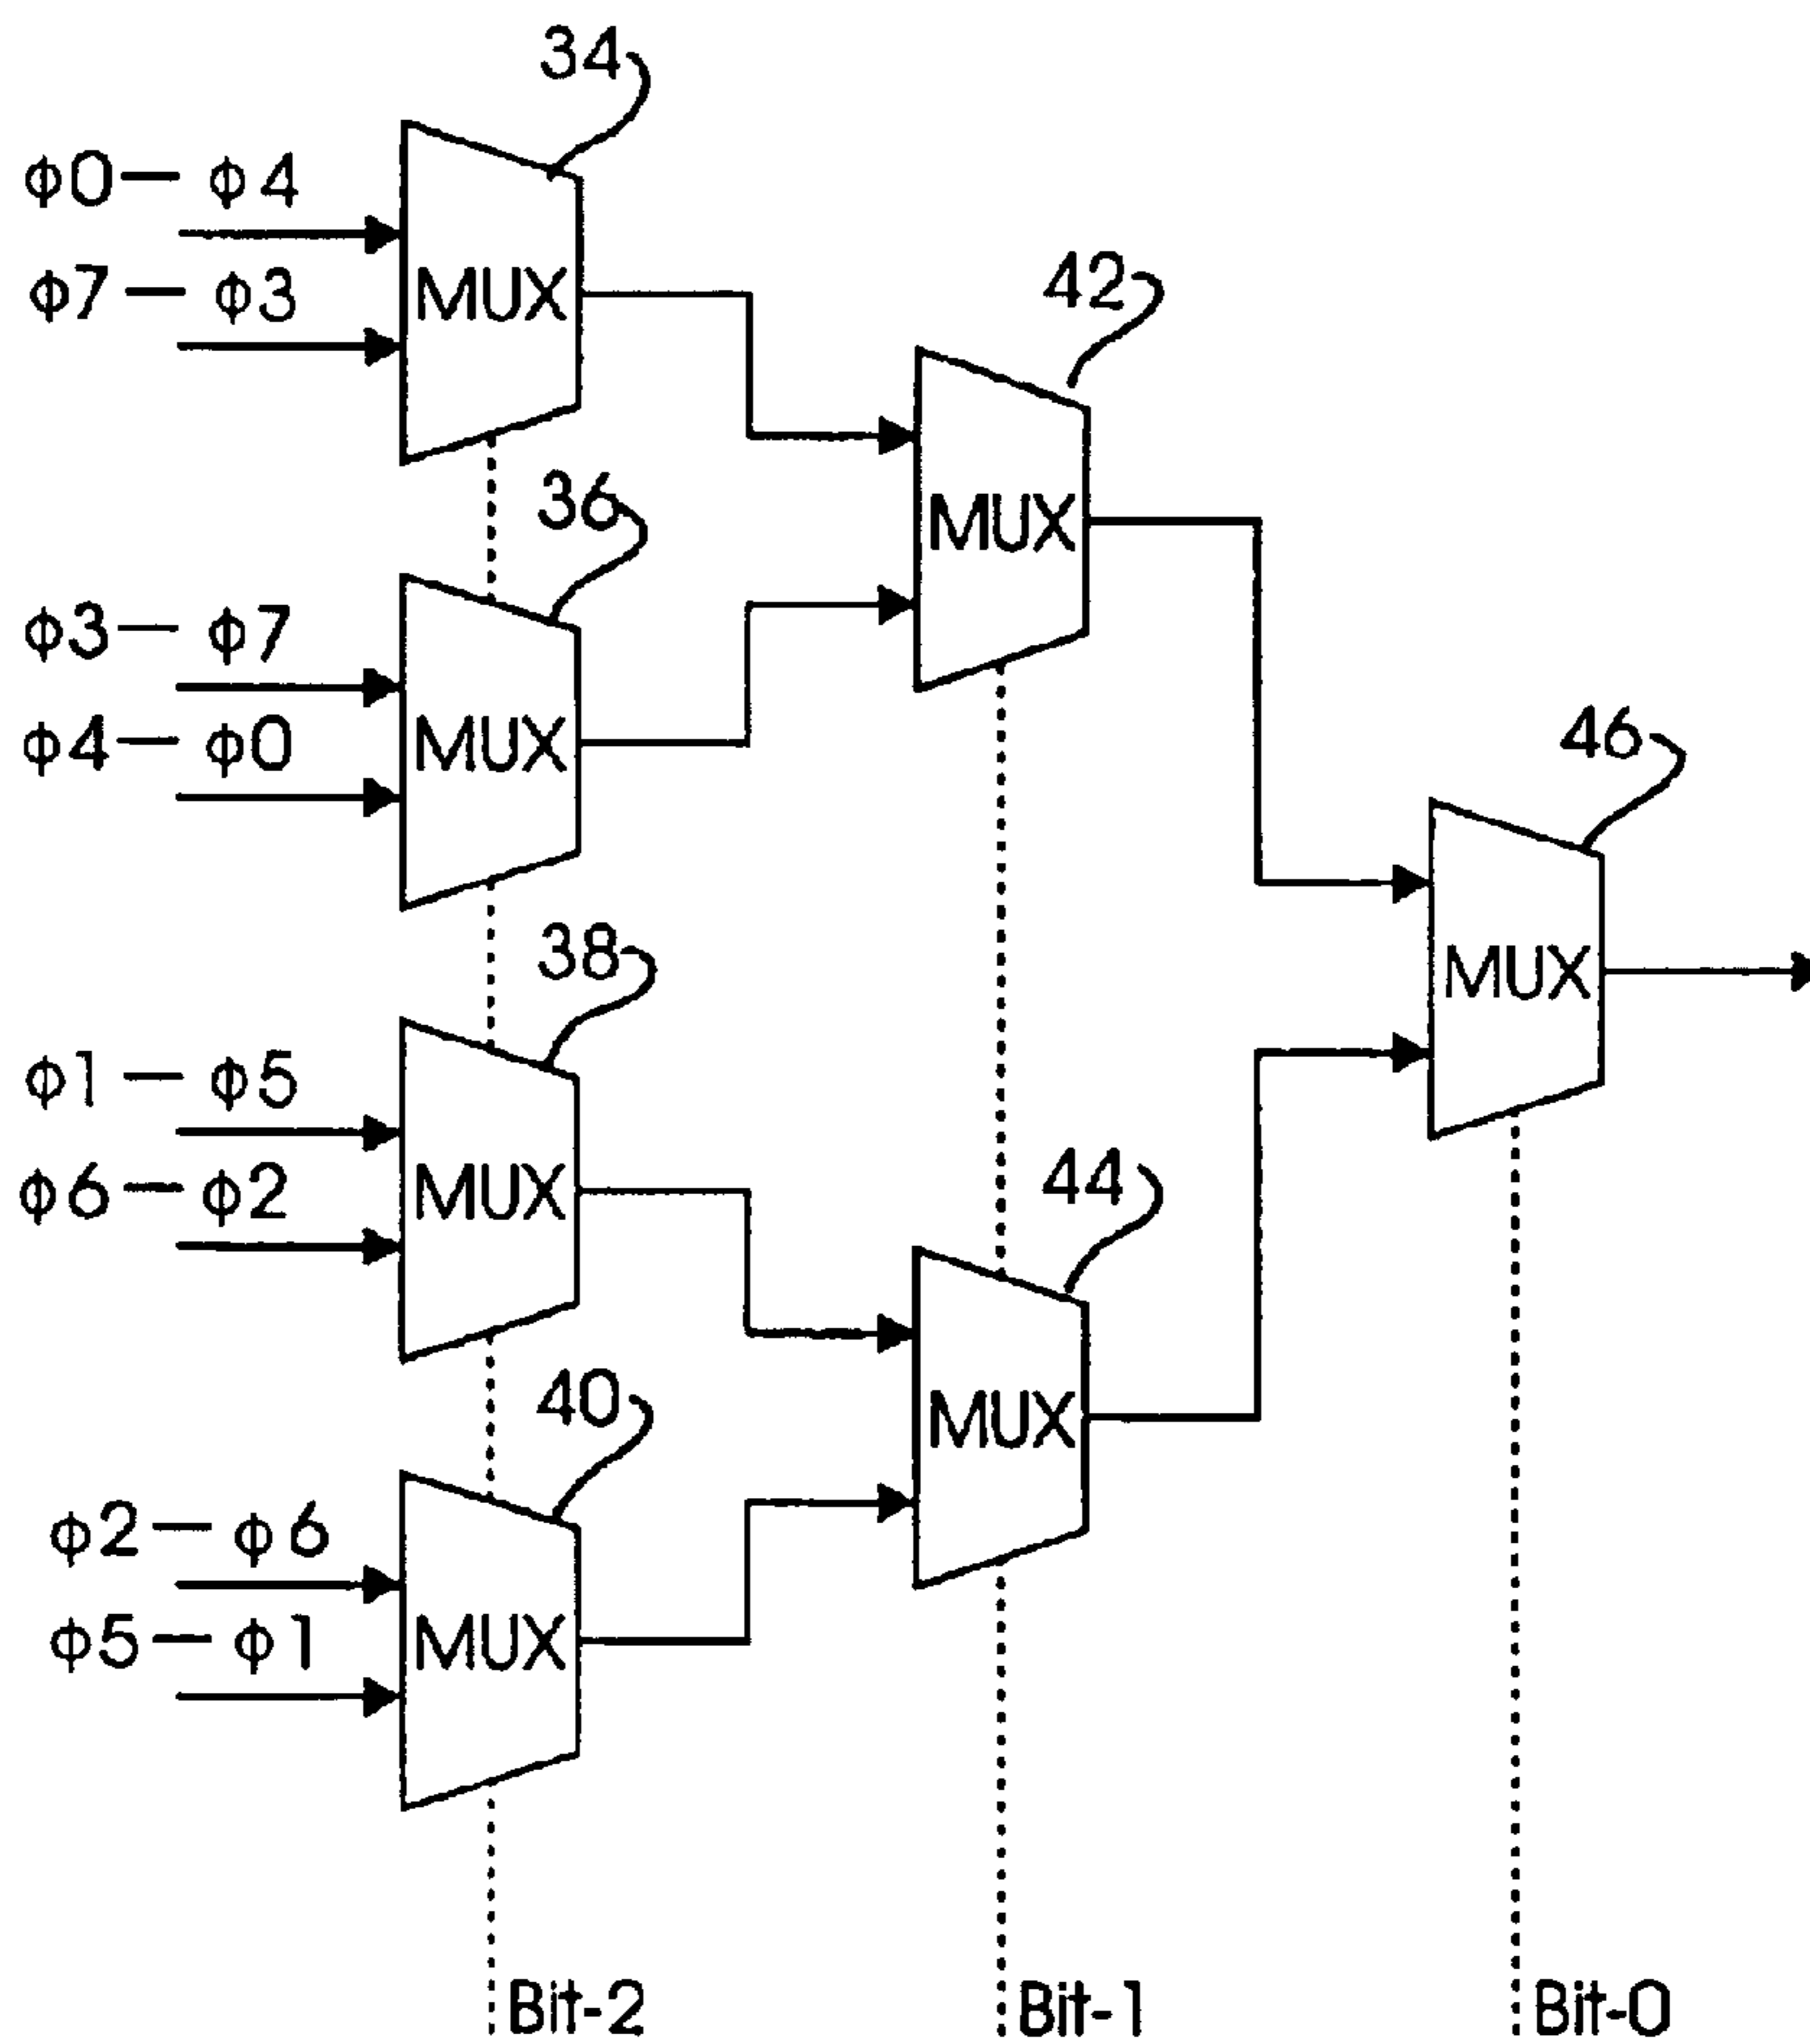 34
ϕ0— ϕ4
MUX
ϕ7— ϕ3
42
36
MUX
ϕ3— ϕ7
MUX
ϕ4— ϕ0
46
38
MUX
ϕ1— ϕ5
MUX
ϕ6— ϕ2
44
40
MUX
ϕ2— ϕ6
MUX
ϕ5— ϕ1
Bit-2
Bit-1
Bit-0